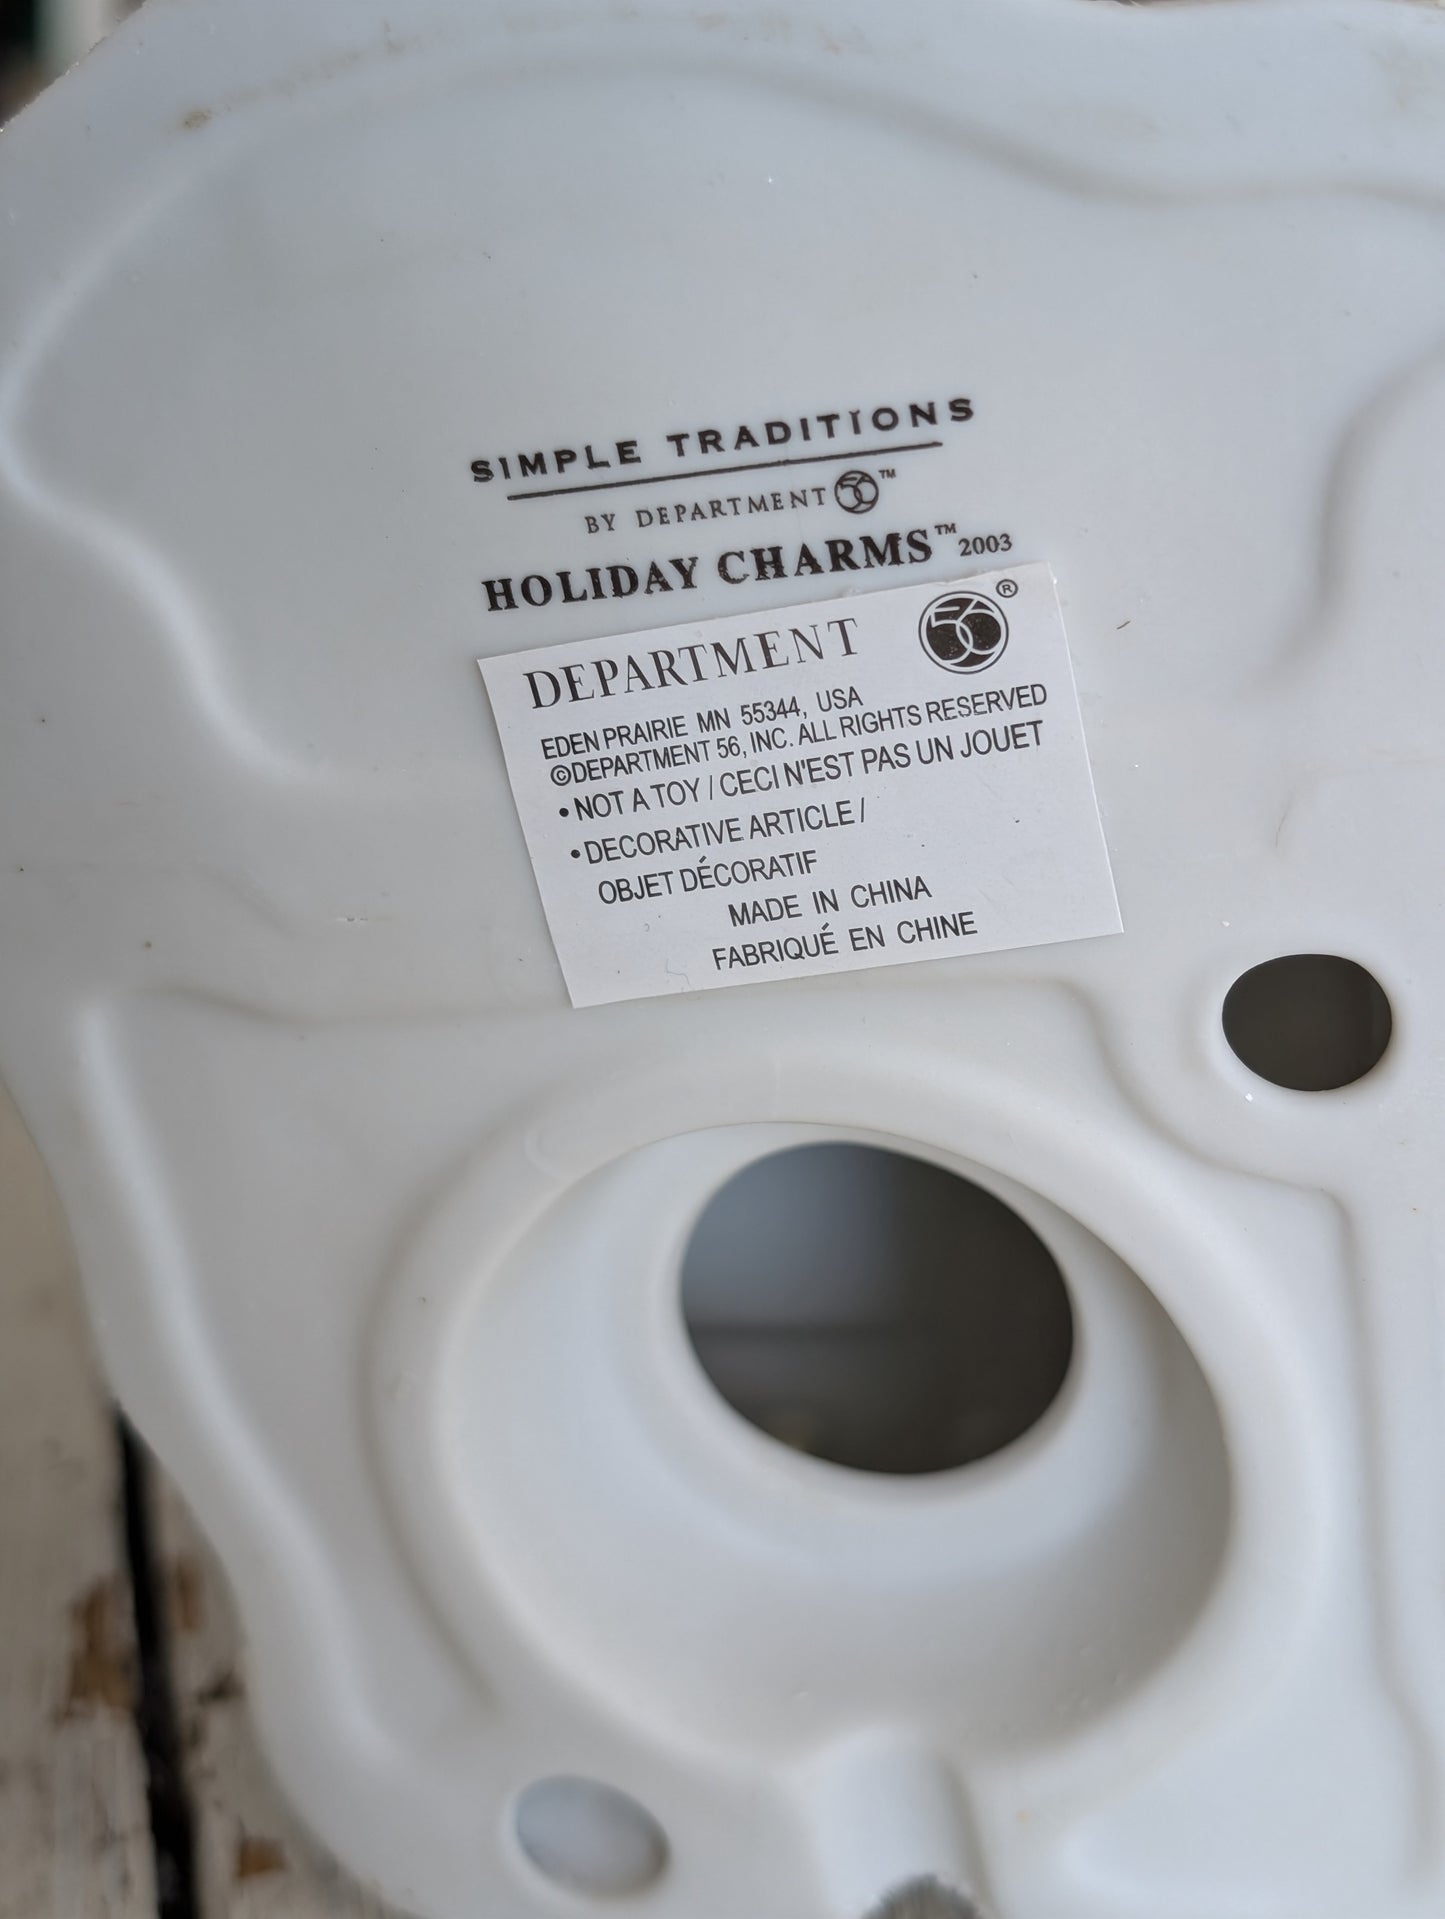 SIMPLE TRADITIONS
BY DEPARTMENT 56™
HOLIDAY CHARMS™ 2003
DEPARTMENT 56®
EDEN PRAIRIE MN 55344, USA
©DEPARTMENT 56, INC. ALL RIGHTS RESERVED
•NOT A TOY / CECI N'EST PAS UN JOUET
•DECORATIVE ARTICLE /
OBJET DÉCORATIF
MADE IN CHINA
FABRIQUÉ EN CHINE